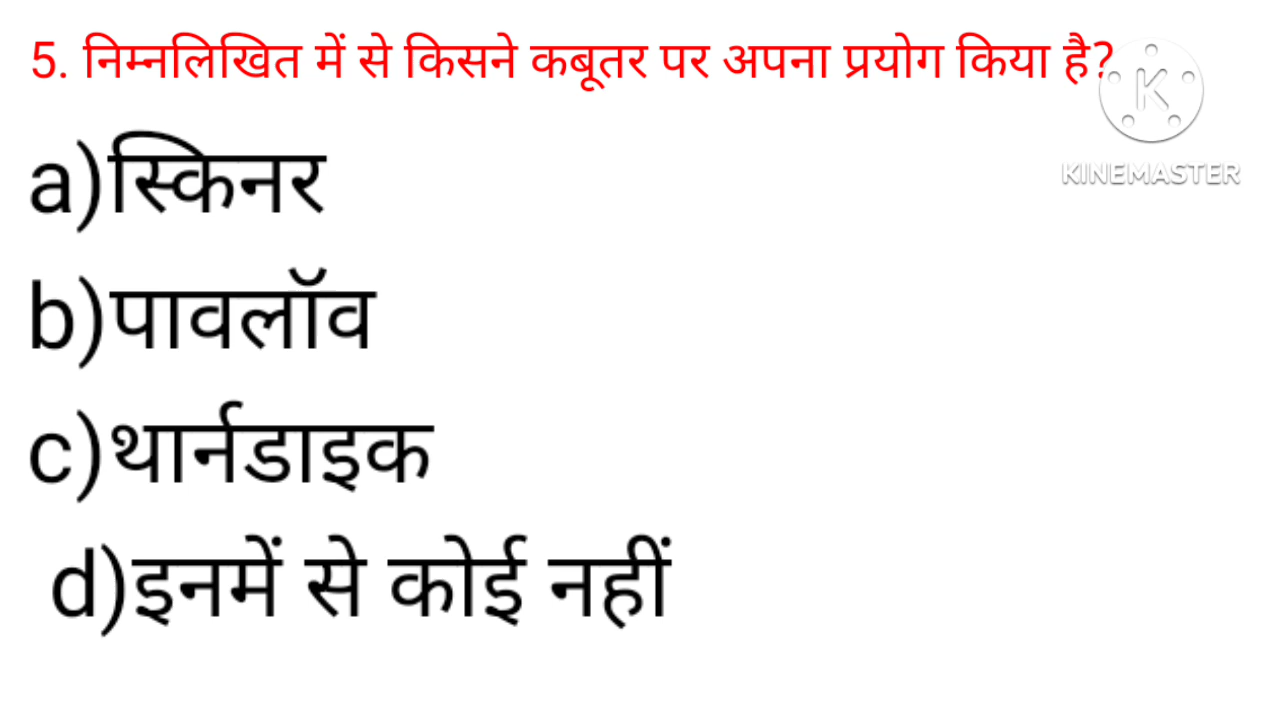 5. निम्नलिखित में से किसने कबूतर पर अपना प्रयोग किया है?
a)स्किनर
b)पावलॉव
c)थार्नडाइक
d)इनमें से कोई नहीं
K
KINEMASTER